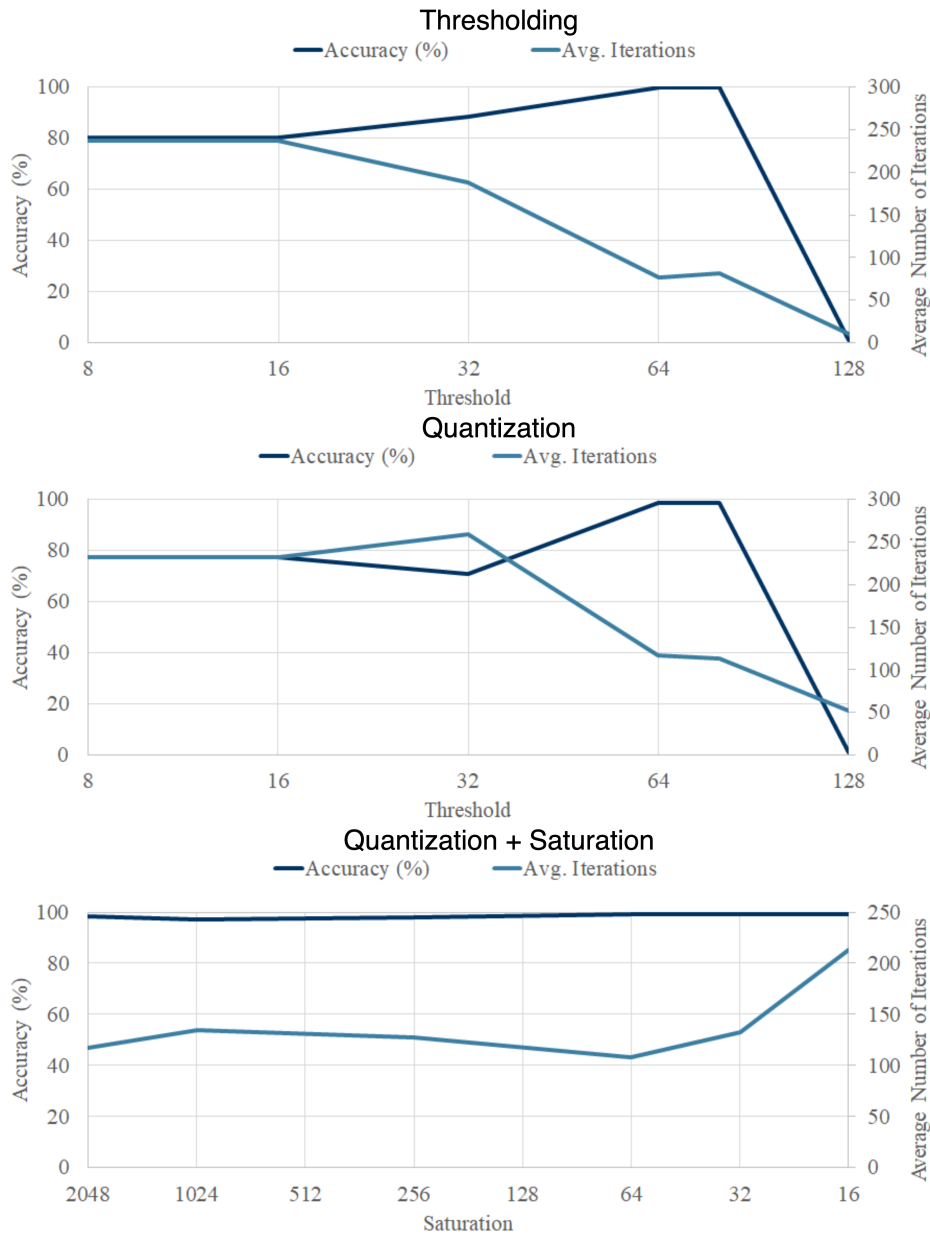 Thresholding
Accuracy (%) Avg. Iterations
100 300
80 250
60 200
40 150
20 100
0 50
0
Accuracy (%)
Average Number of Iterations
8 16 32 64 128
Threshold
Quantization
Accuracy (%) Avg. Iterations
100 300
80 250
60 200
40 150
20 100
0 50
0
Accuracy (%)
Average Number of Iterations
8 16 32 64 128
Threshold
Quantization + Saturation
Accuracy (%) Avg. Iterations
100 250
80 200
60 150
40 100
20 50
0 0
Accuracy (%)
Average Number of Iterations
2048 1024 512 256 128 64 32 16
Saturation